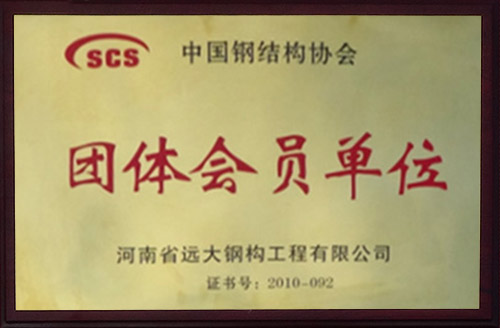 SCS 中国钢结构协会
团体会员单位
河南省远大钢构工程有限公司
证书号：2010-092